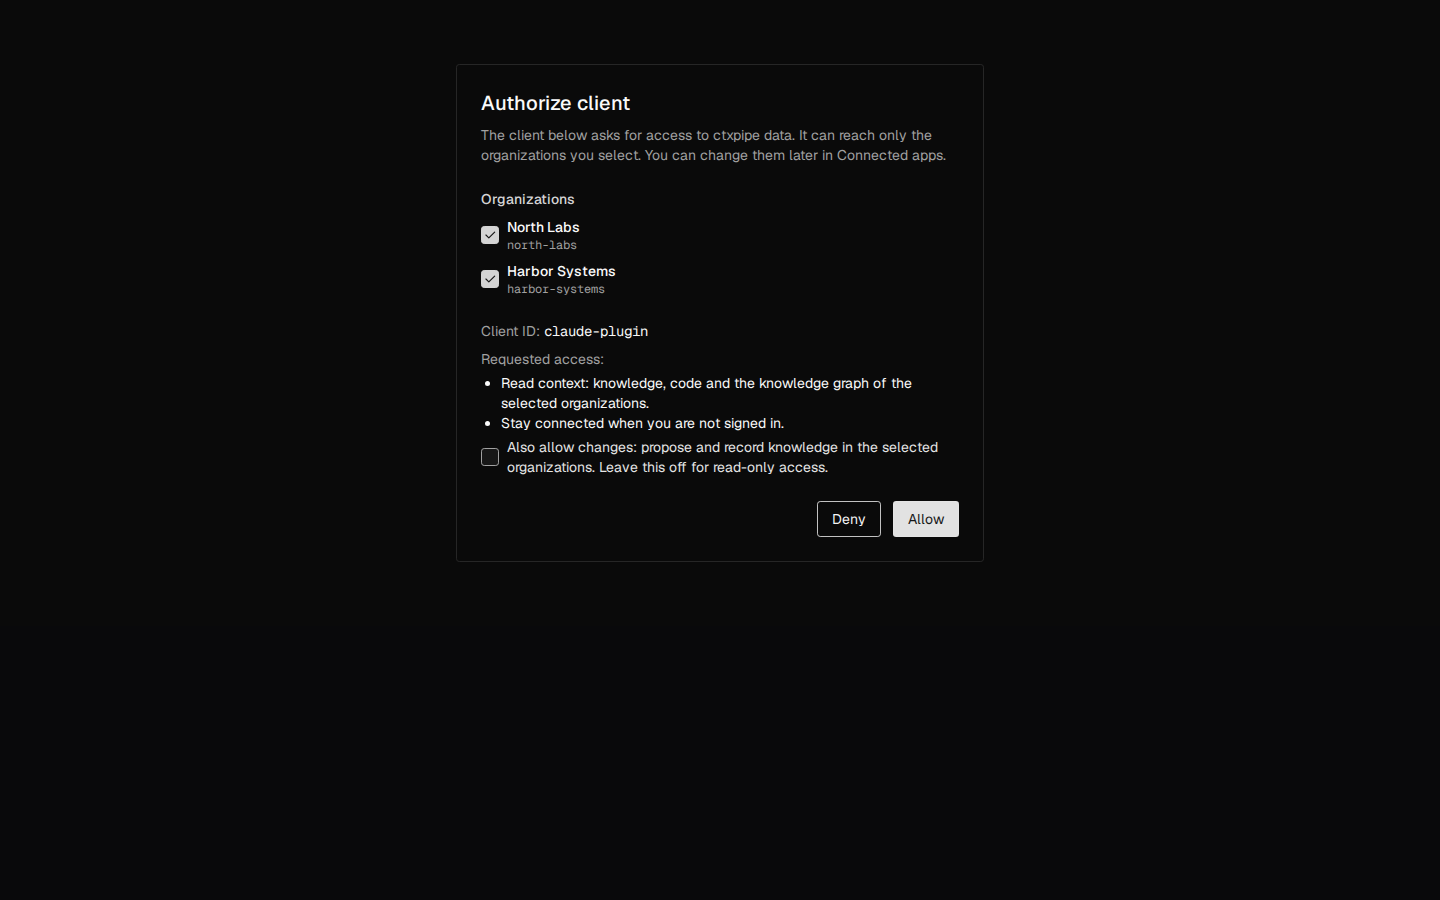 Authorize client
The client below asks for access to ctxpipe data. It can reach only the
organizations you select. You can change them later in Connected apps.
Organizations
North Labs
north-labs
Harbor Systems
harbor-systems
Client ID: claude-plugin
Requested access:
Read context: knowledge, code and the knowledge graph of the
selected organizations.
Stay connected when you are not signed in.
Also allow changes: propose and record knowledge in the selected
organizations. Leave this off for read-only access.
Deny
Allow